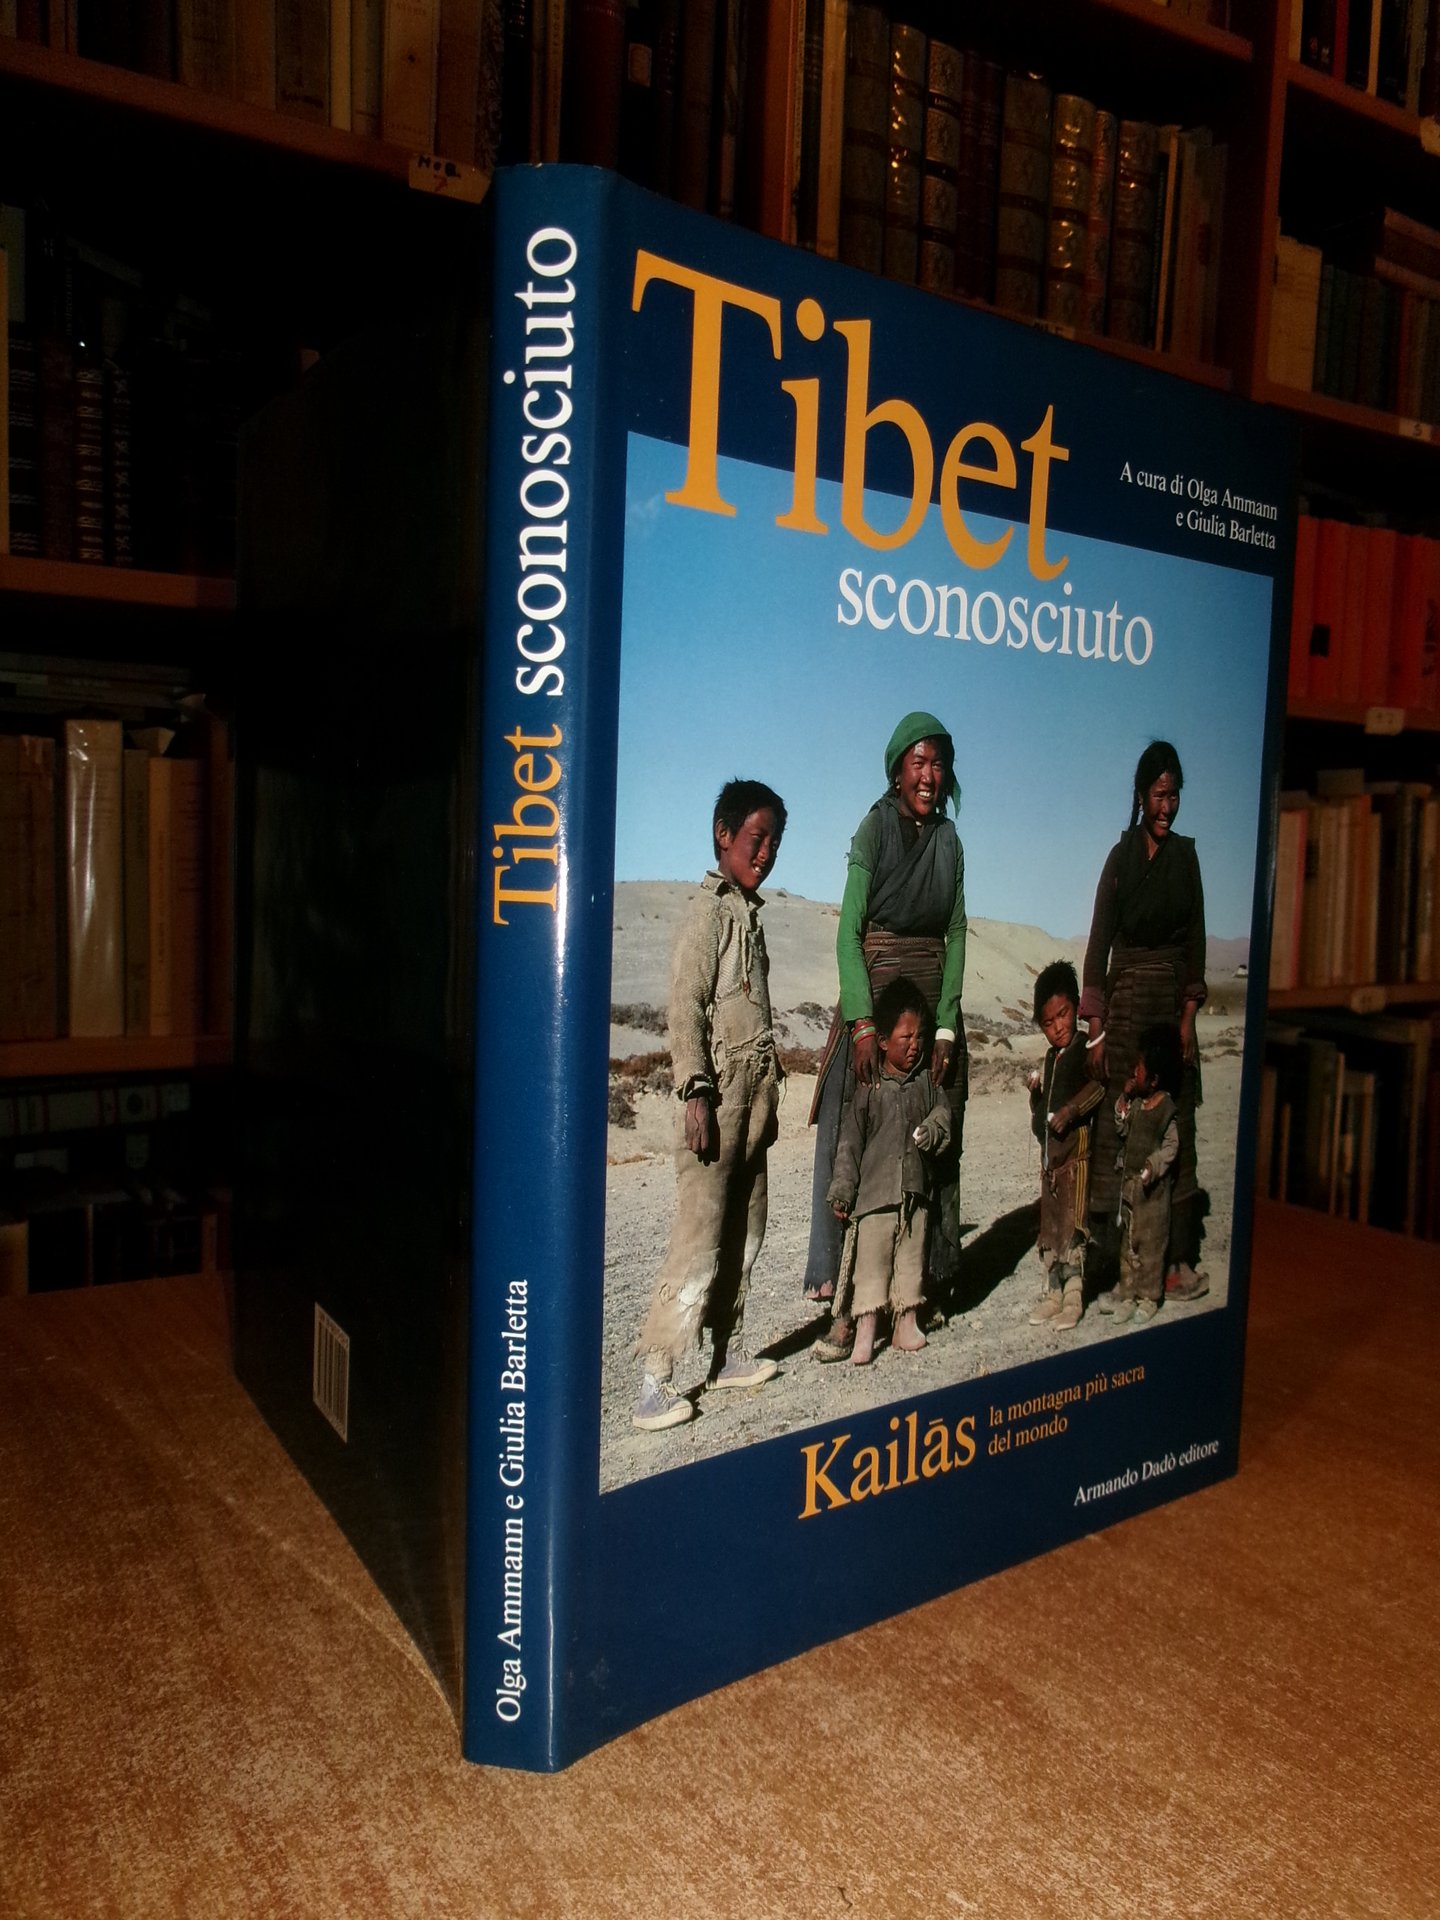 Tibet sconosciuto
Olga Ammann e Giulia Barletta
Tibet
sconosciuto
A cura di Olga Ammann
e Giulia Barletta
Kailās
la montagna più sacra
del mondo
Armando Dadò editore